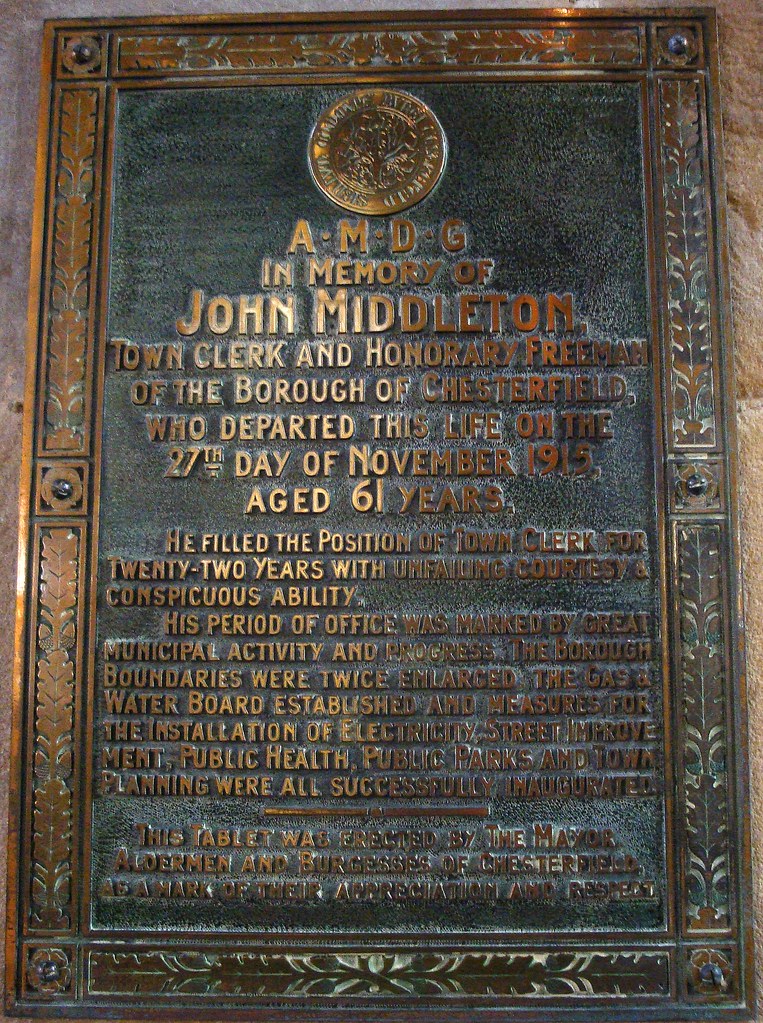 A·M·D·G
IN MEMORY OF
JOHN MIDDLETON,
TOWN CLERK AND HONORARY FREEMAN
OF THE BOROUGH OF CHESTERFIELD,
WHO DEPARTED THIS LIFE ON THE
27TH DAY OF NOVEMBER 1915,
AGED 61 YEARS.
HE FILLED THE POSITION OF TOWN CLERK FOR
TWENTY-TWO YEARS WITH UNFAILING COURTESY &
CONSPICUOUS ABILITY.
HIS PERIOD OF OFFICE WAS MARKED BY GREAT
MUNICIPAL ACTIVITY AND PROGRESS. THE BOROUGH
BOUNDARIES WERE TWICE ENLARGED, THE GAS &
WATER BOARD ESTABLISHED AND MEASURES FOR
THE INSTALLATION OF ELECTRICITY, STREET IMPROVE
MENT, PUBLIC HEALTH, PUBLIC PARKS AND TOWN
PLANNING WERE ALL SUCCESSFULLY INAUGURATED.
THIS TABLET WAS ERECTED BY THE MAYOR
ALDERMEN AND BURGESSES OF CHESTERFIELD,
AS A MARK OF THEIR APPRECIATION AND RESPECT.